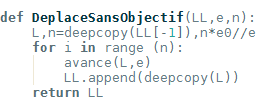 def DeplaceSansObjectif(LL,e,n):
    L,n=deepcopy(LL[-1]),n*e0//e
    for i in range (n):
        avance(L,e)
        LL.append(deepcopy(L))
    return LL